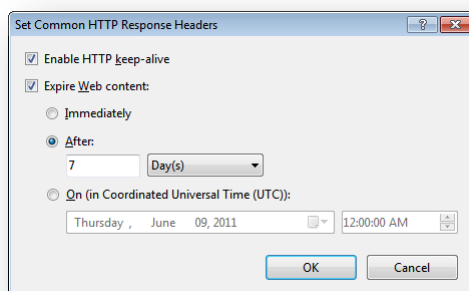 Set Common HTTP Response Headers
Enable HTTP keep-alive
Expire Web content:
Immediately
After:
7 Day(s)
On (in Coordinated Universal Time (UTC)):
Thursday , June 09, 2011 12:00:00 AM
OK Cancel